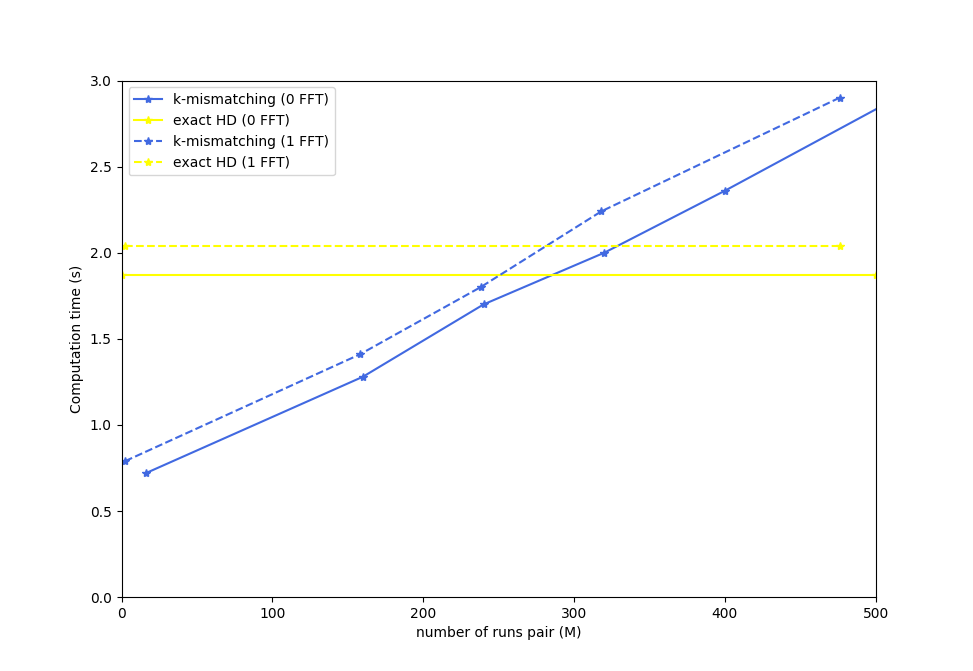 k-mismatching (0 FFT)
exact HD (0 FFT)
k-mismatching (1 FFT)
exact HD (1 FFT)
3.0
2.5
2.0
1.5
1.0
0.5
0.0
Computation time (s)
0 100 200 300 400 500
number of runs pair (M)